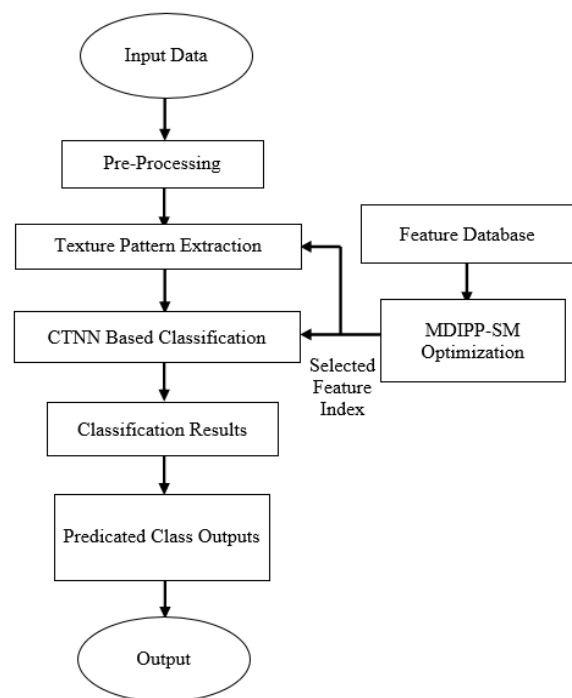 Input Data
Pre-Processing
Texture Pattern Extraction
Feature Database
CTNN Based Classification
MDIPP-SM
Optimization
Selected
Feature
Index
Classification Results
Predicated Class Outputs
Output